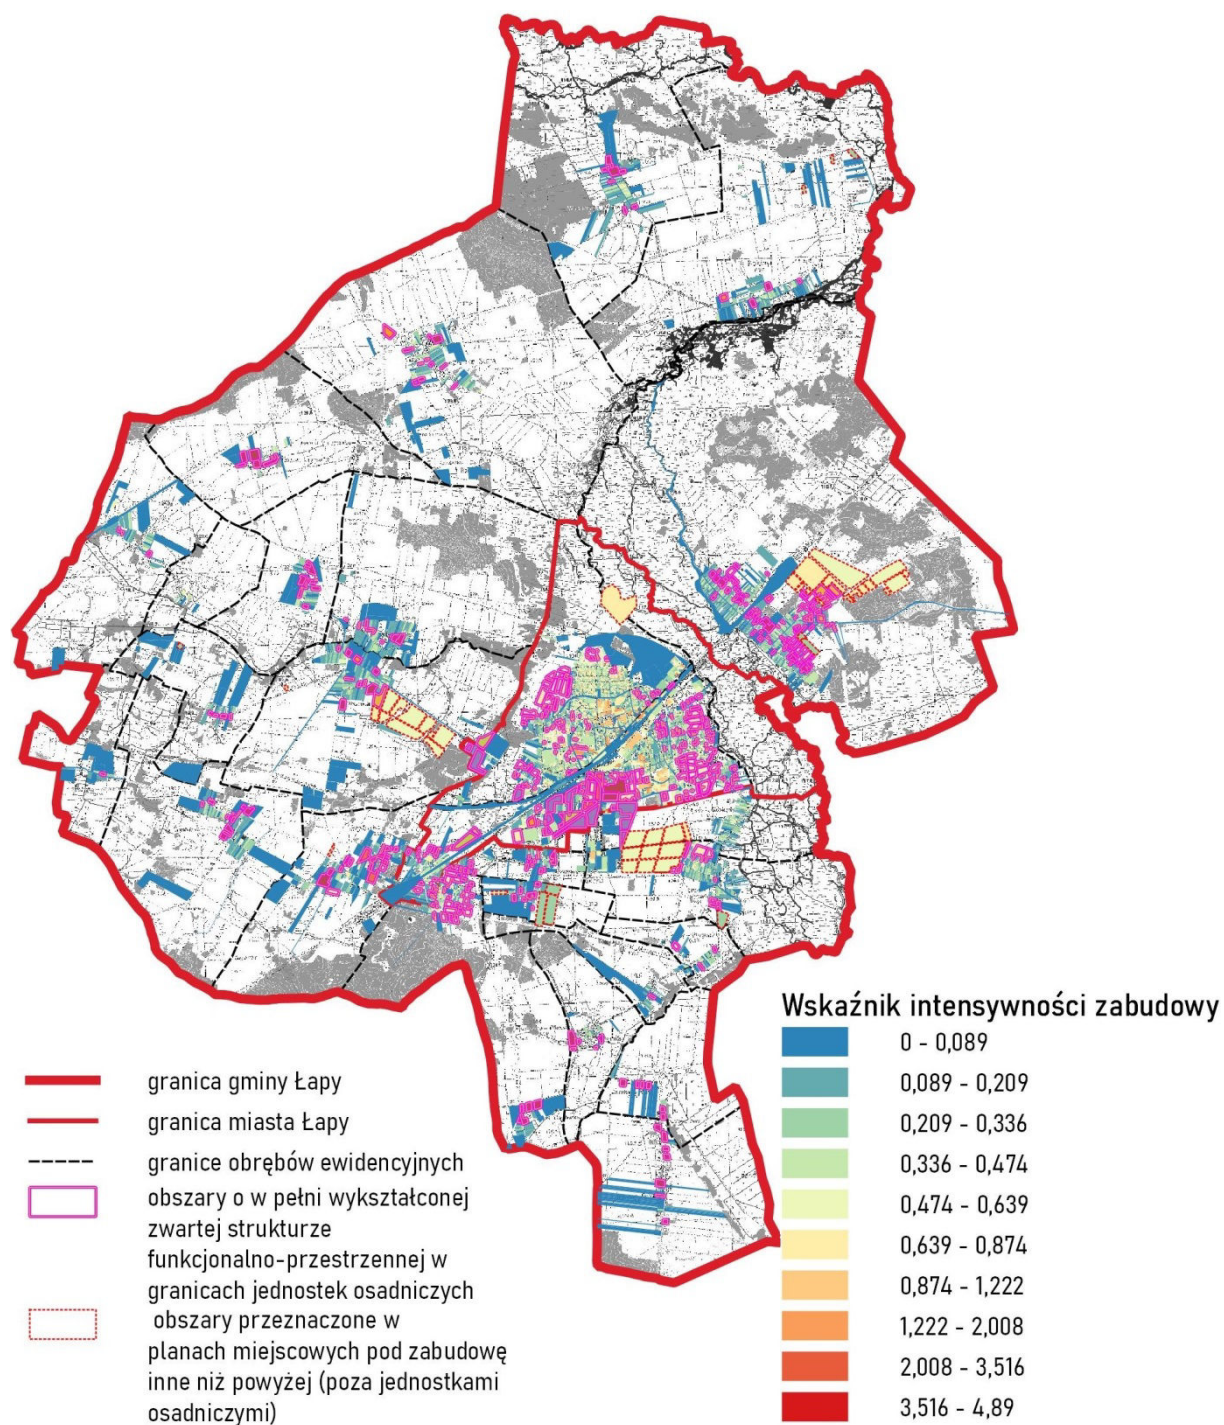 Wskaźnik intensywności zabudowy
0 - 0,089
0,089 - 0,209
0,209 - 0,336
0,336 - 0,474
0,474 - 0,639
0,639 - 0,874
0,874 - 1,222
1,222 - 2,008
2,008 - 3,516
3,516 - 4,89
granica gminy Łapy
granica miasta Łapy
granice obrębów ewidencyjnych
obszary o w pełni wykształconej
zwartej strukturze
funkcjonalno-przestrzennej w
granicach jednostek osadniczych
obszary przeznaczone w
planach miejscowych pod zabudowę
inne niż powyżej (poza jednostkami
osadniczymi)